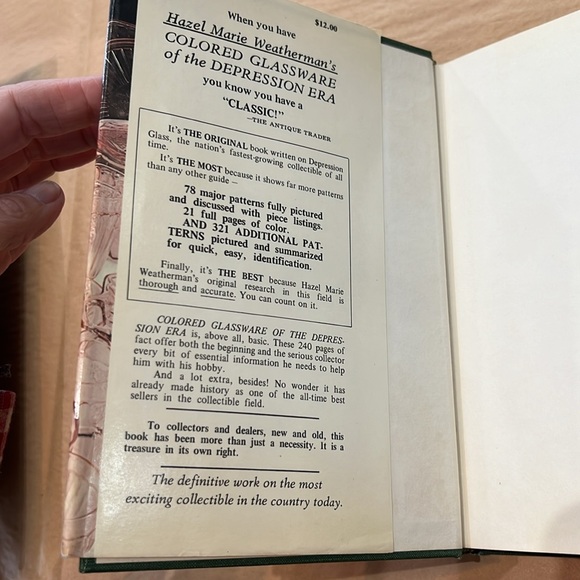 When you have
$12.00
Hazel Marie Weatherman's
COLORED GLASSWARE
of the DEPRESSION ERA
you know you have a
"CLASSIC!"
—THE ANTIQUE TRADER
It's THE ORIGINAL book written on Depression
Glass, the nation's fastest-growing collectible of all
time.
It's THE MOST because it shows far more patterns
than any other guide —
78 major patterns fully pictured
and discussed with piece listings.
21 full pages of color.
AND 321 ADDITIONAL PAT-
TERNS pictured and summarized
for quick, easy, identification.
Finally, it's THE BEST because Hazel Marie
Weatherman's original research in this field is
thorough and accurate. You can count on it.
COLORED GLASSWARE OF THE DEPRES-
SION ERA is, above all, basic. These 240 pages of
fact offer both the beginning and the serious collector
every bit of essential information he needs to help
him with his hobby.
And a lot extra, besides! No wonder it has
already made history as one of the all-time best
sellers in the collectible field.
To collectors and dealers, new and old, this
book has been more than just a necessity. It is a
treasure in its own right.
The definitive work on the most
exciting collectible in the country today.